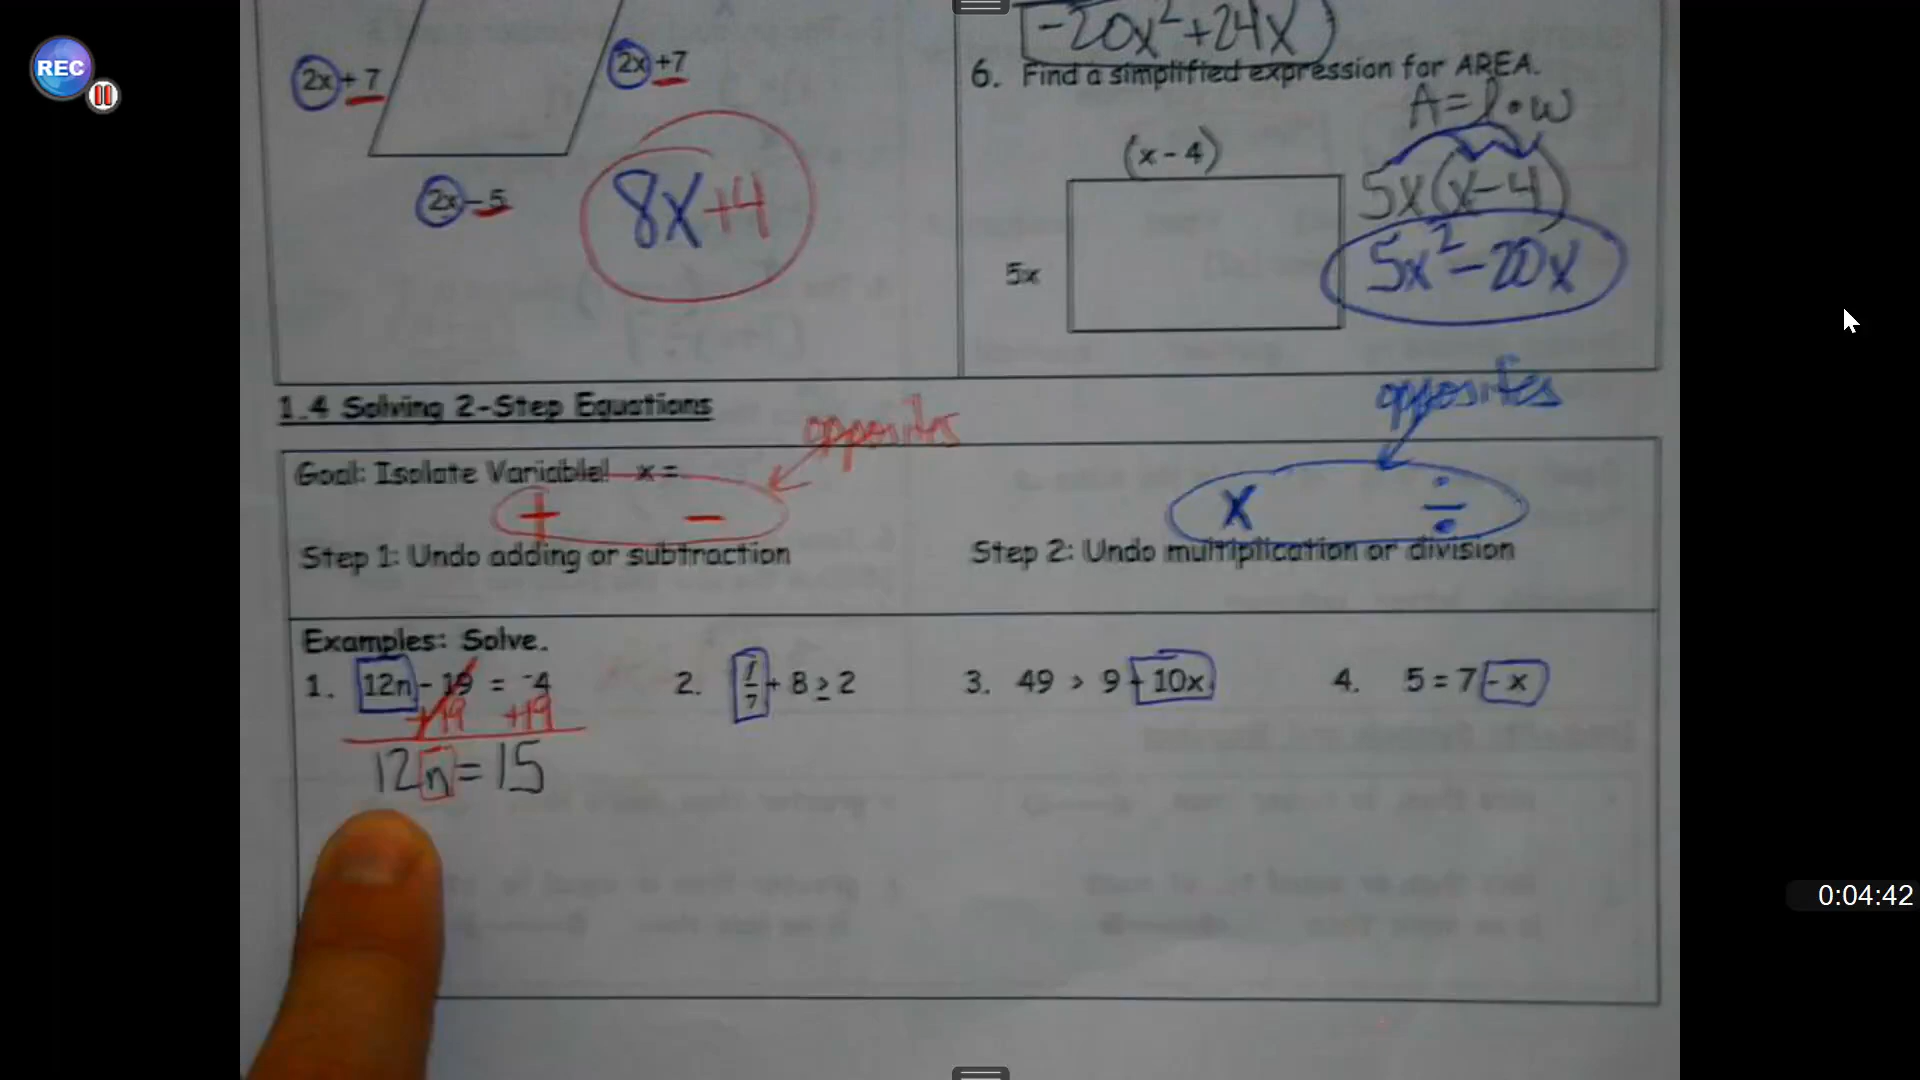 REC
2x + 7
2x +7
2x - 5
8x+4
-20x²+24x
6. Find a simplified expression for AREA.
A = l • w
(x - 4)
5x(x-4)
5x
5x²-20x
1.4 Solving 2-Step Equations
opposites
opposites
Goal: Isolate Variable! x =
+ −
x ÷
Step 1: Undo adding or subtraction
Step 2: Undo multiplication or division
Examples: Solve.
1. 12n - 19 = -4
+19 +19
12n = 15
2. f/7 + 8 ≥ 2
3. 49 > 9 - 10x
4. 5 = 7 - x
0:04:42